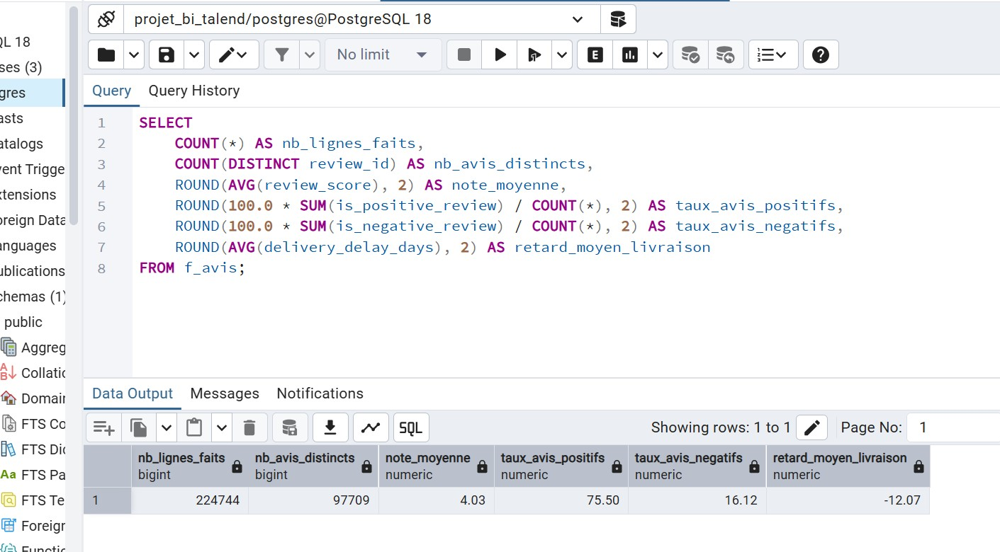 projet_bi_talend/postgres@PostgreSQL 18
No limit
E
Query Query History
1 SELECT
2 COUNT(*) AS nb_lignes_faits,
3 COUNT(DISTINCT review_id) AS nb_avis_distincts,
4 ROUND(AVG(review_score), 2) AS note_moyenne,
5 ROUND(100.0 * SUM(is_positive_review) / COUNT(*), 2) AS taux_avis_positifs,
6 ROUND(100.0 * SUM(is_negative_review) / COUNT(*), 2) AS taux_avis_negatifs,
7 ROUND(AVG(delivery_delay_days), 2) AS retard_moyen_livraison
8 FROM f_avis;
QL 18
ses (3)
gres
asts
atalogs
vent Trigge
xtensions
oreign Data
anguages
ublications
chemas (1)
public
Aggreg
Collatio
Domain
FTS Co
FTS Dic
Aa FTS Pa
FTS Te
Foreign
Functio
Data Output Messages Notifications
SQL
Showing rows: 1 to 1
Page No: 1
nb_lignes_faits nb_avis_distincts note_moyenne taux_avis_positifs taux_avis_negatifs retard_moyen_livraison
bigint bigint numeric numeric numeric numeric
1 224744 97709 4.03 75.50 16.12 -12.07